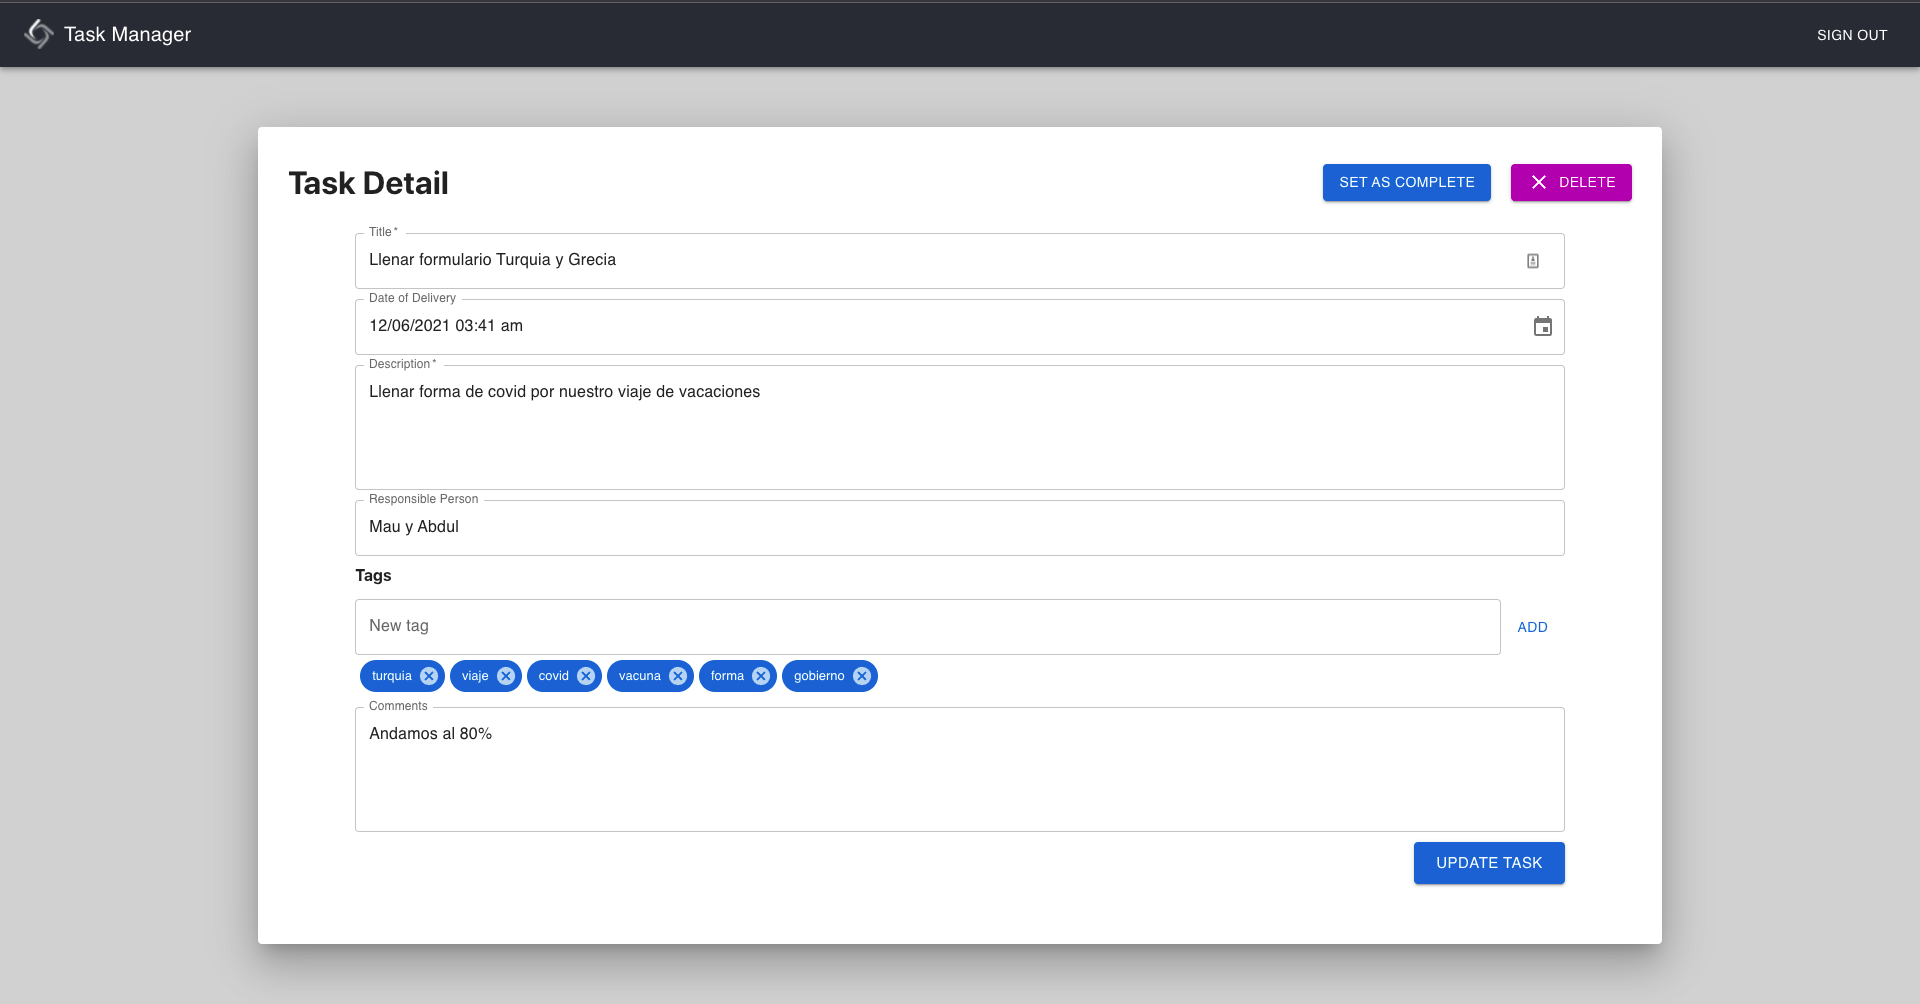 Task Manager
SIGN OUT
Task Detail
SET AS COMPLETE
DELETE
Title *
Llenar formulario Turquia y Grecia
Date of Delivery
12/06/2021 03:41 am
Description *
Llenar forma de covid por nuestro viaje de vacaciones
Responsible Person
Mau y Abdul
Tags
New tag
ADD
turquia viaje covid vacuna forma gobierno
Comments
Andamos al 80%
UPDATE TASK